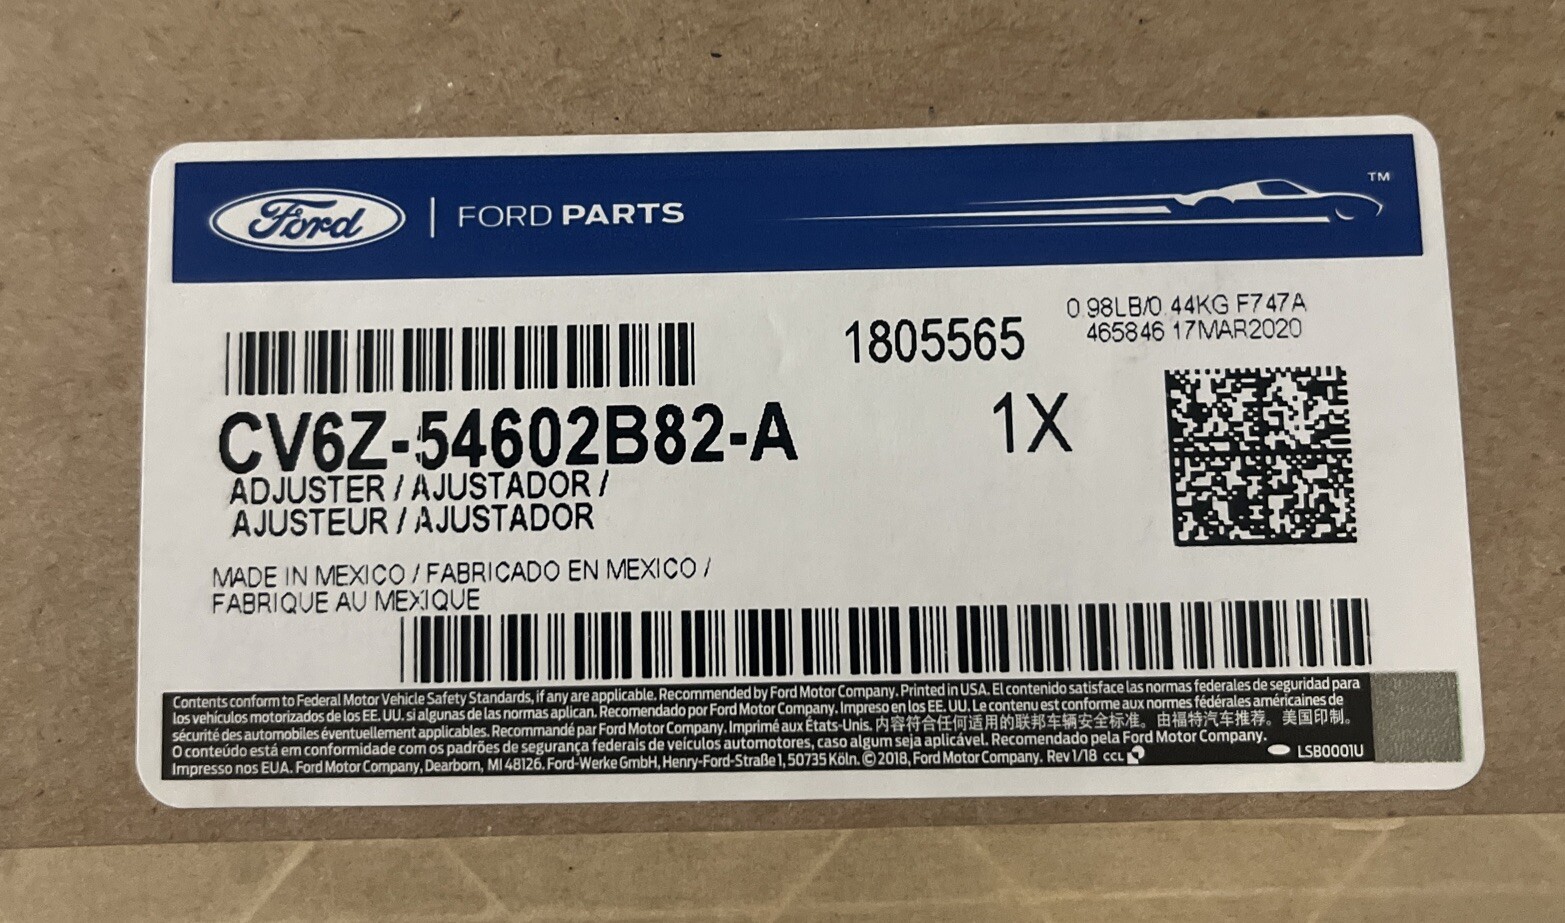 Ford | FORD PARTS TM
0.98LB/0.44KG F747A
1805565 465846 17MAR2020
CV6Z-54602B82-A 1X
ADJUSTER / AJUSTADOR /
AJUSTEUR / AJUSTADOR
MADE IN MEXICO / FABRICADO EN MEXICO /
FABRIQUE AU MEXIQUE
Contents conform to Federal Motor Vehicle Safety Standards, if any are applicable. Recommended by Ford Motor Company. Printed in USA. El contenido satisface las normas federales de seguridad para
los vehículos motorizados de los EE. UU. si algunas de las normas aplican. Recomendado por Ford Motor Company. Impreso en los EE. UU. Le contenu est conforme aux normes fédérales américaines de
sécurité des automobiles éventuellement applicables. Recommandé par Ford Motor Company. Imprimé aux États-Unis. 内容符合任何适用的联邦车辆安全标准。由福特汽车推荐。美国印制。
O conteúdo está em conformidade com os padrões de segurança federais de veículos automotores, caso algum seja aplicável. Recomendado pela Ford Motor Company.
Impresso nos EUA. Ford Motor Company, Dearborn, MI 48126. Ford-Werke GmbH, Henry-Ford-Straße 1, 50735 Köln. © 2018, Ford Motor Company. Rev 1/18 CCL LSB0001U